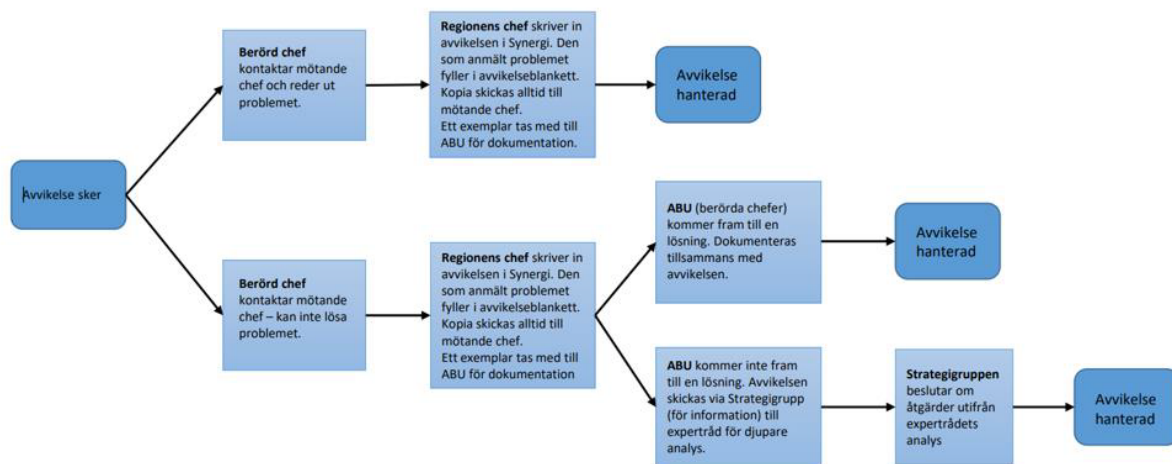 Avvikelse sker
Berörd chef
kontaktar mötande
chef och reder ut
problemet.
Regionens chef skriver in
avvikelsen i Synergi. Den
som anmält problemet
fyller i avvikelseblankett.
Kopia skickas alltid till
mötande chef.
Ett exemplar tas med till
ABU för dokumentation.
Avvikelse
hanterad
Berörd chef
kontaktar mötande
chef – kan inte lösa
problemet.
Regionens chef skriver in
avvikelsen i Synergi. Den
som anmält problemet
fyller i avvikelseblankett.
Kopia skickas alltid till
mötande chef.
Ett exemplar tas med till
ABU för dokumentation
ABU (berörda chefer)
kommer fram till en
lösning. Dokumenteras
tillsammans med
avvikelsen.
Avvikelse
hanterad
ABU kommer inte fram
till en lösning. Avvikelsen
skickas via Strategigrupp
(för information) till
expertråd för djupare
analys.
Strategigruppen
beslutar om
åtgärder utifrån
expertrådets
analys
Avvikelse
hanterad